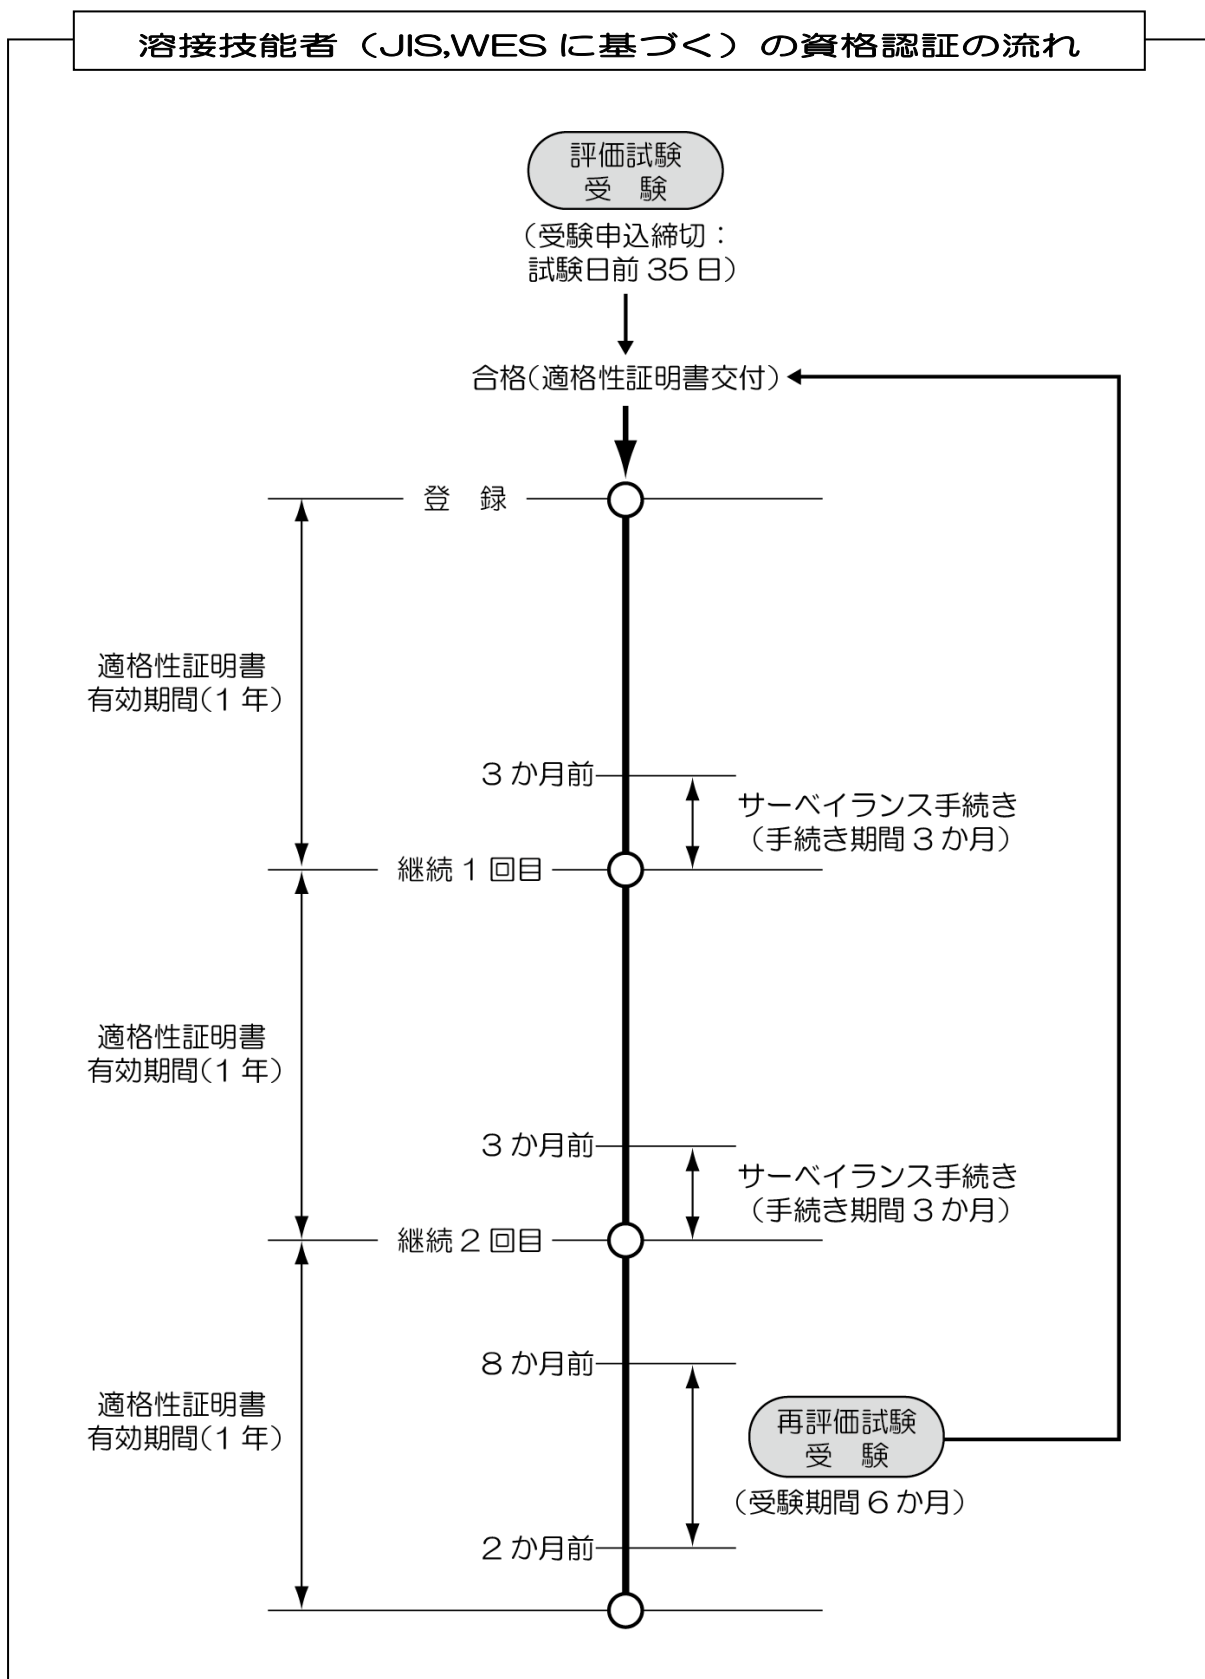 溶接技能者（JIS,WESに基づく）の資格認証の流れ
評価試験
受　験
（受験申込締切：
試験日前35日）
合格（適格性証明書交付）
登　録
適格性証明書
有効期間（1年）
3か月前
サーベイランス手続き
（手続き期間3か月）
継続1回目
適格性証明書
有効期間（1年）
3か月前
サーベイランス手続き
（手続き期間3か月）
継続2回目
8か月前
適格性証明書
有効期間（1年）
再評価試験
受　験
（受験期間6か月）
2か月前